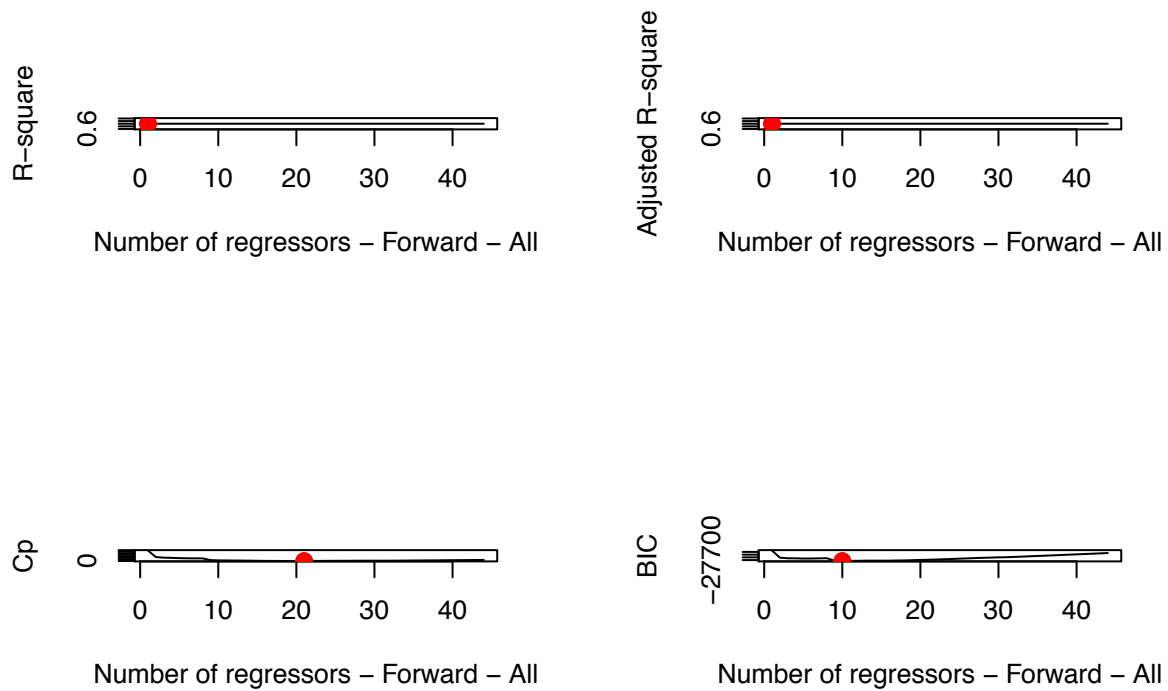 R−square
0.6
0 10 20 30 40
Number of regressors − Forward − All
Adjusted R−square
0.6
0 10 20 30 40
Number of regressors − Forward − All
Cp
0
0 10 20 30 40
Number of regressors − Forward − All
BIC
−27700
0 10 20 30 40
Number of regressors − Forward − All